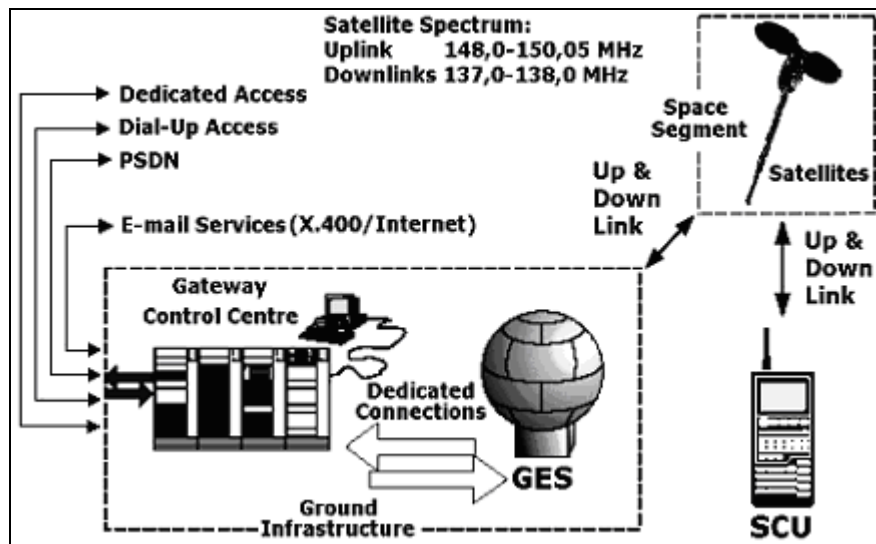 Satellite Spectrum:
Uplink 148,0-150,05 MHz
Downlinks 137,0-138,0 MHz
Dedicated Access
Dial-Up Access
PSDN
E-mail Services (X.400/Internet)
Space
Segment
Satellites
Up &
Down
Link
Up &
Down
Link
Gateway
Control Centre
Dedicated
Connections
GES
Ground
Infrastructure
SCU